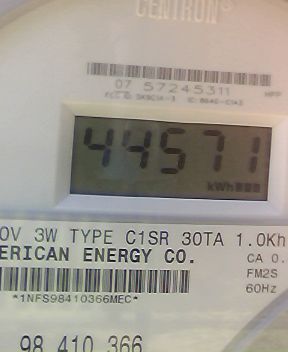 CENTRON®
07 57245311
44571
kWh
0V 3W TYPE C1SR 30TA 1.0Kh
ERICAN ENERGY CO.
CA 0.
FM2S
*1NFS98410366MEC*
60Hz
98 410 366